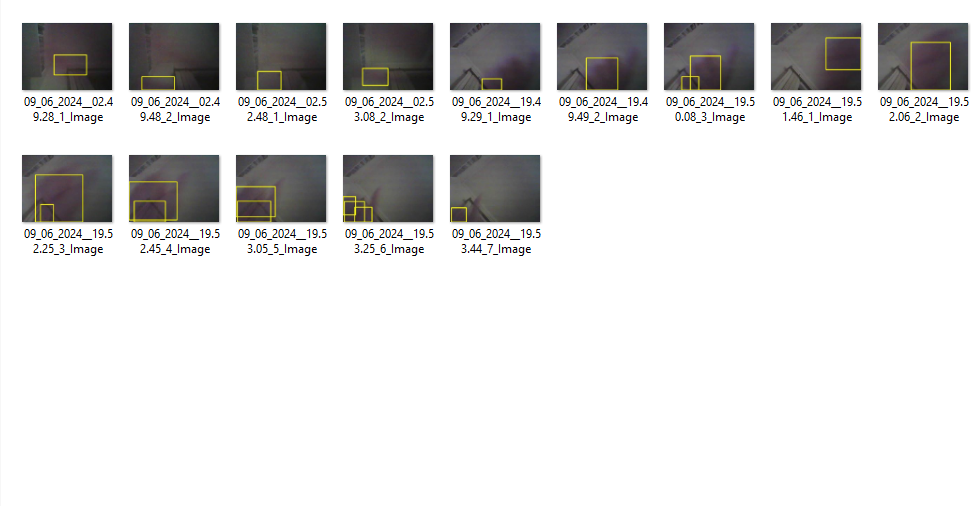 09_06_2024__02.4
9.28_1_Image
09_06_2024__02.4
9.48_2_Image
09_06_2024__02.5
2.48_1_Image
09_06_2024__02.5
3.08_2_Image
09_06_2024__19.4
9.29_1_Image
09_06_2024__19.4
9.49_2_Image
09_06_2024__19.5
0.08_3_Image
09_06_2024__19.5
1.46_1_Image
09_06_2024__19.5
2.06_2_Image
09_06_2024__19.5
2.25_3_Image
09_06_2024__19.5
2.45_4_Image
09_06_2024__19.5
3.05_5_Image
09_06_2024__19.5
3.25_6_Image
09_06_2024__19.5
3.44_7_Image